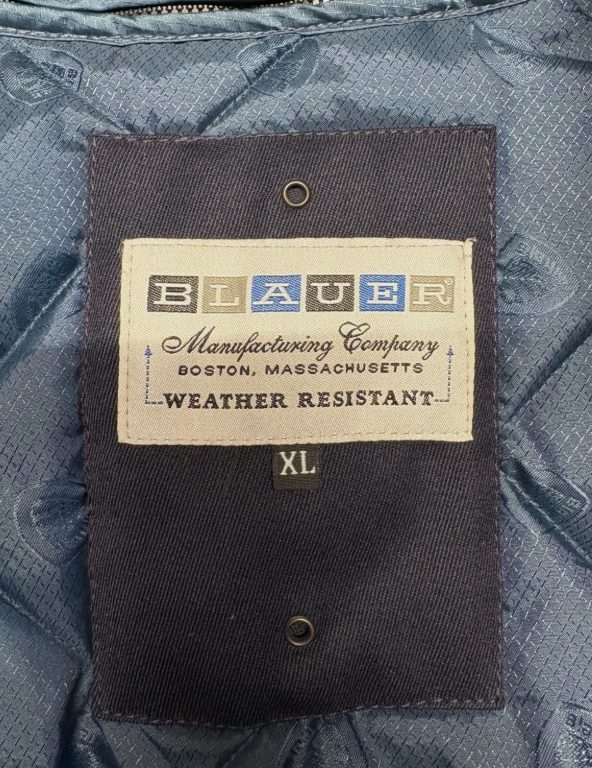 BLAUER®
Manufacturing Company
BOSTON, MASSACHUSETTS
WEATHER RESISTANT
XL